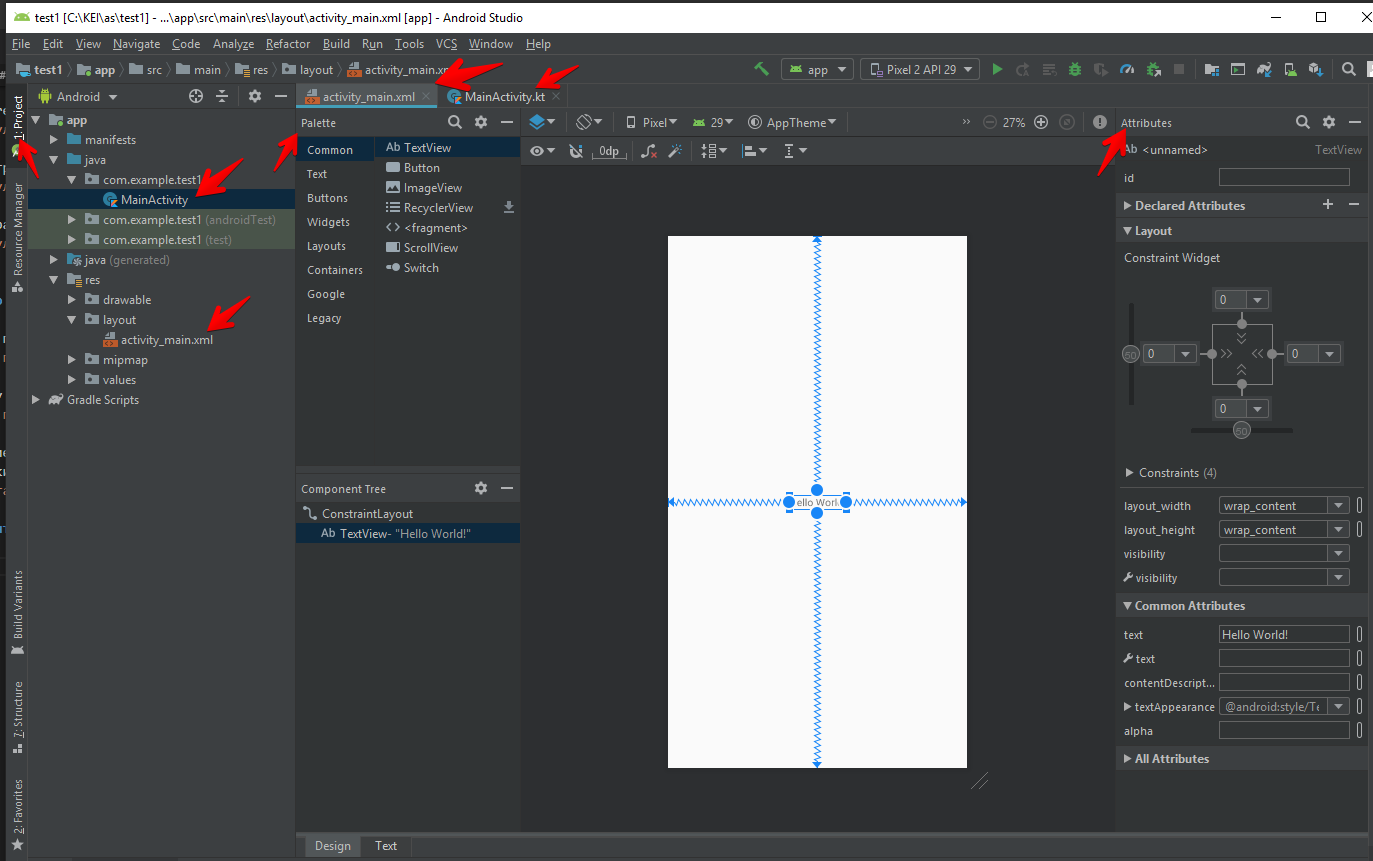 test1 [C:\KEI\as\test1] - ...\app\src\main\res\layout\activity_main.xml [app] - Android Studio
File Edit View Navigate Code Analyze Refactor Build Run Tools VCS Window Help
test1 app src main res layout activity_main.xm app Pixel 2 API 29
1: Project
Resource Manager
Build Variants
7: Structure
2: Favorites
Android
app
manifests
java
com.example.test1
MainActivity
com.example.test1 (androidTest)
com.example.test1 (test)
java (generated)
res
drawable
layout
activity_main.xml
mipmap
values
Gradle Scripts
activity_main.xml MainActivity.kt
Palette
Common
Text
Buttons
Widgets
Layouts
Containers
Google
Legacy
Ab TextView
Button
ImageView
RecyclerView
<> <fragment>
ScrollView
Switch
Component Tree
ConstraintLayout
Ab TextView- "Hello World!"
Pixel 29 AppTheme » 27%
0dp
ello Worl
Design Text
Attributes
Ab <unnamed> TextView
id
Declared Attributes
Layout
Constraint Widget
0
50 0 0
0
50
Constraints (4)
layout_width wrap_content
layout_height wrap_content
visibility
visibility
Common Attributes
text Hello World!
text
contentDescript...
textAppearance @android:style/Te
alpha
All Attributes